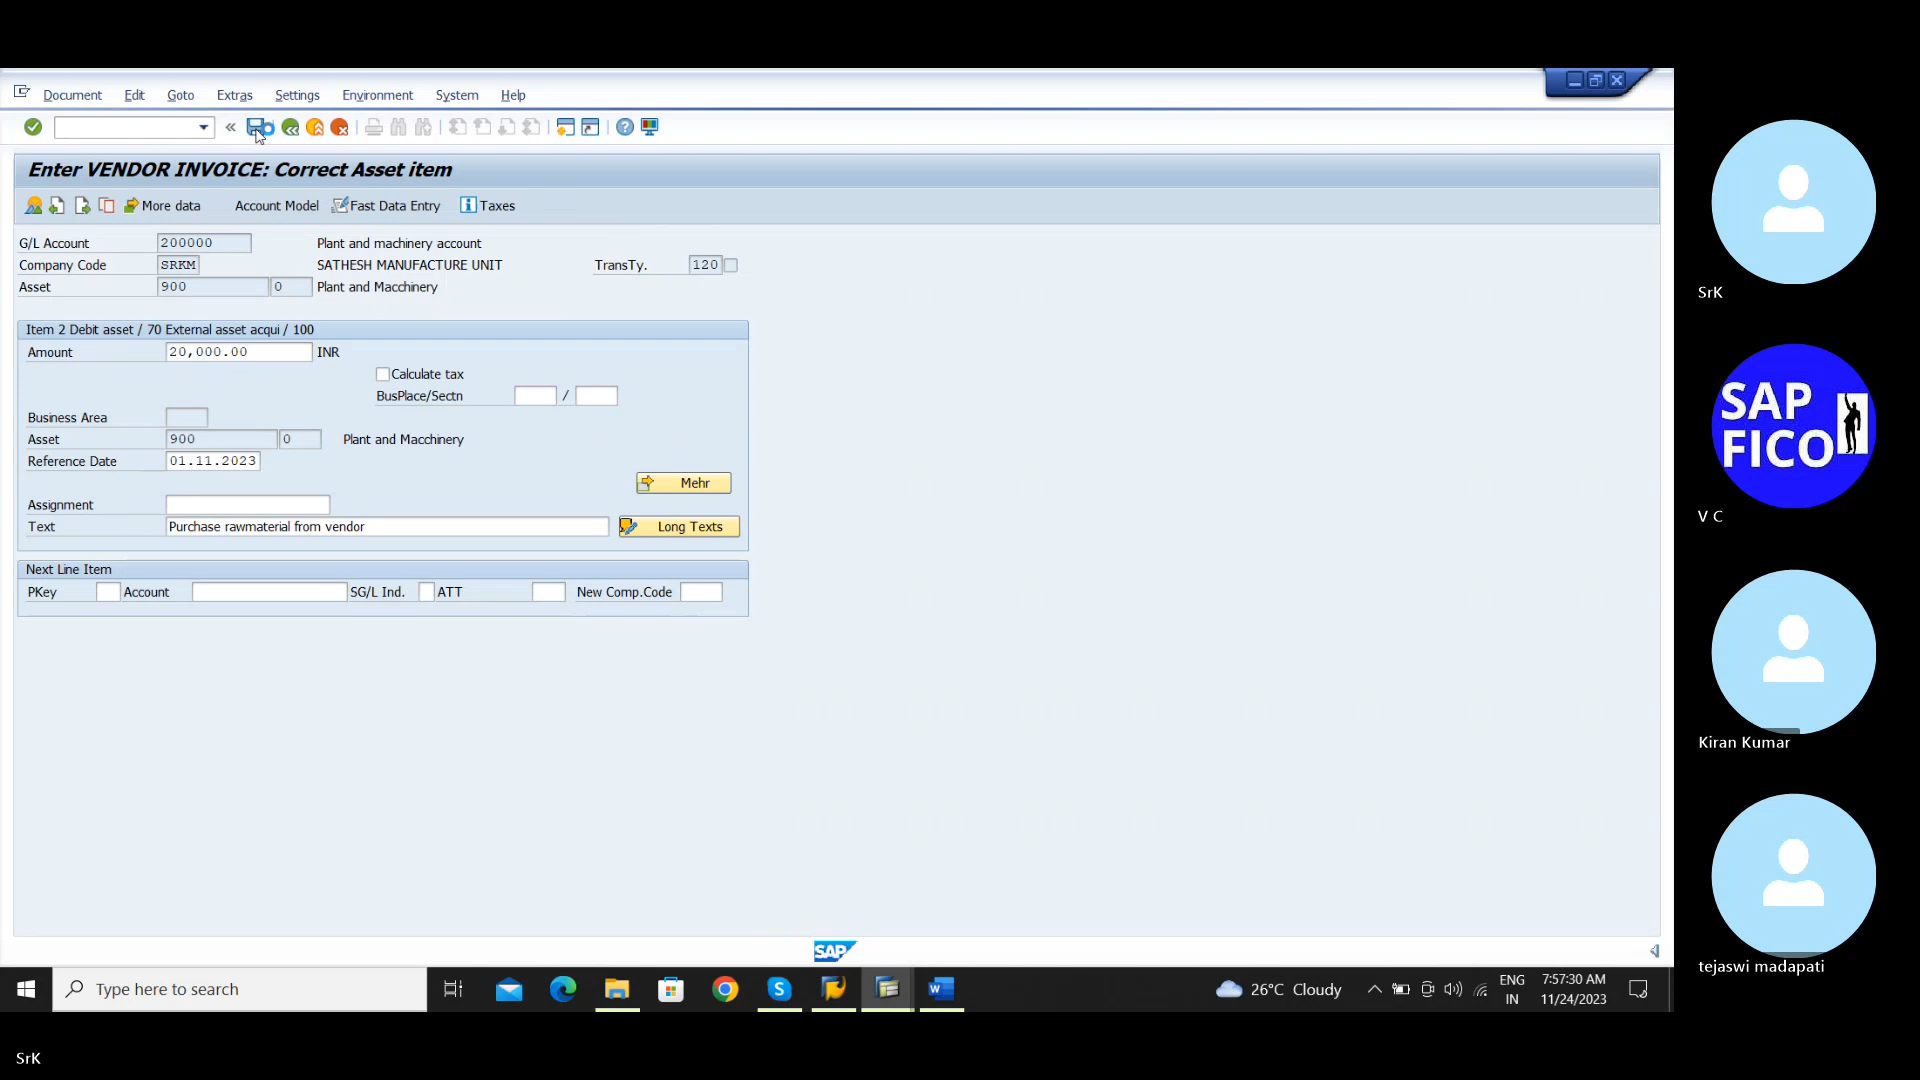 Document Edit Goto Extras Settings Environment System Help
Enter VENDOR INVOICE: Correct Asset item
More data Account Model Fast Data Entry Taxes
G/L Account 200000 Plant and machinery account
Company Code SRKM SATHESH MANUFACTURE UNIT TransTy. 120
Asset 900 0 Plant and Macchinery
Item 2 Debit asset / 70 External asset acqui / 100
Amount 20,000.00 INR
Calculate tax
BusPlace/Sectn /
Business Area
Asset 900 0 Plant and Macchinery
Reference Date 01.11.2023
Mehr
Assignment
Text Purchase rawmaterial from vendor Long Texts
Next Line Item
PKey Account SG/L Ind. ATT New Comp.Code
SAP
Type here to search
26°C Cloudy
ENG
IN
7:57:30 AM
11/24/2023
SrK
SAP
FICO
V C
Kiran Kumar
tejaswi madapati
SrK